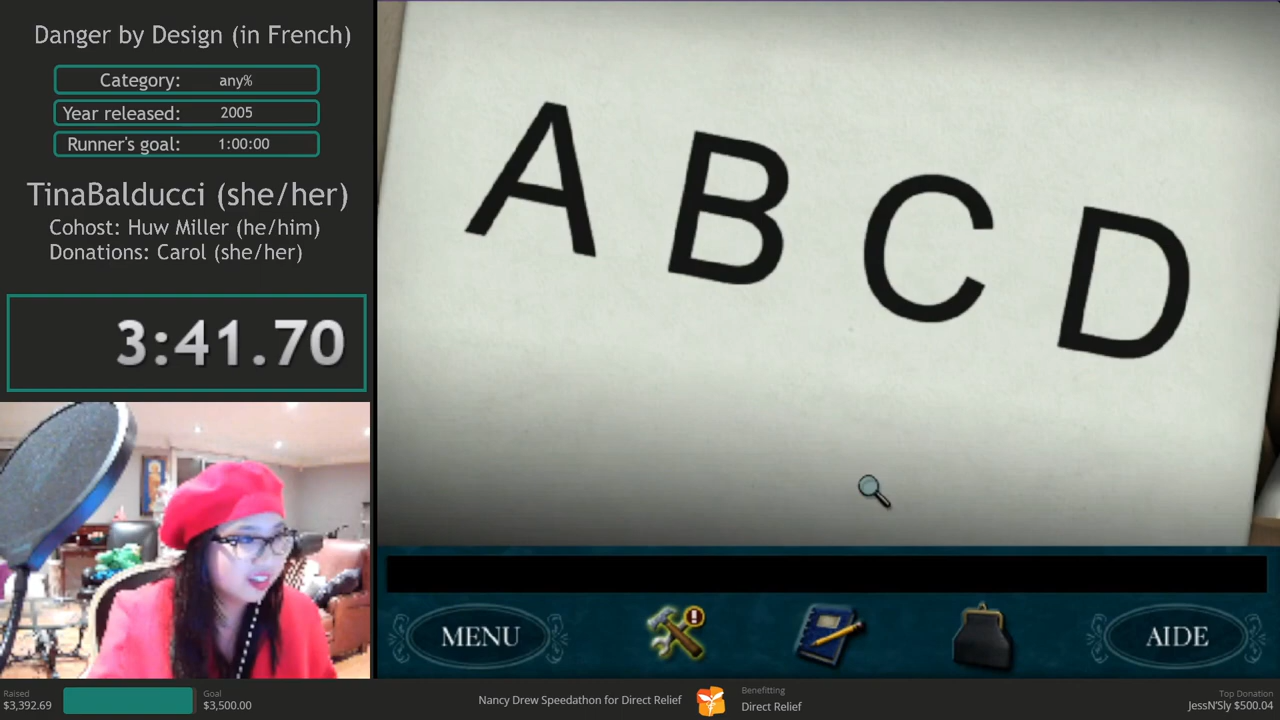 Danger by Design (in French)
Category: any%
Year released: 2005
Runner's goal: 1:00:00
TinaBalducci (she/her)
Cohost: Huw Miller (he/him)
Donations: Carol (she/her)
3:41.70
A B C D
MENU
AIDE
Raised
$3,392.69
Goal
$3,500.00
Nancy Drew Speedathon for Direct Relief
Benefitting
Direct Relief
Top Donation
JessN'Sly $500.04